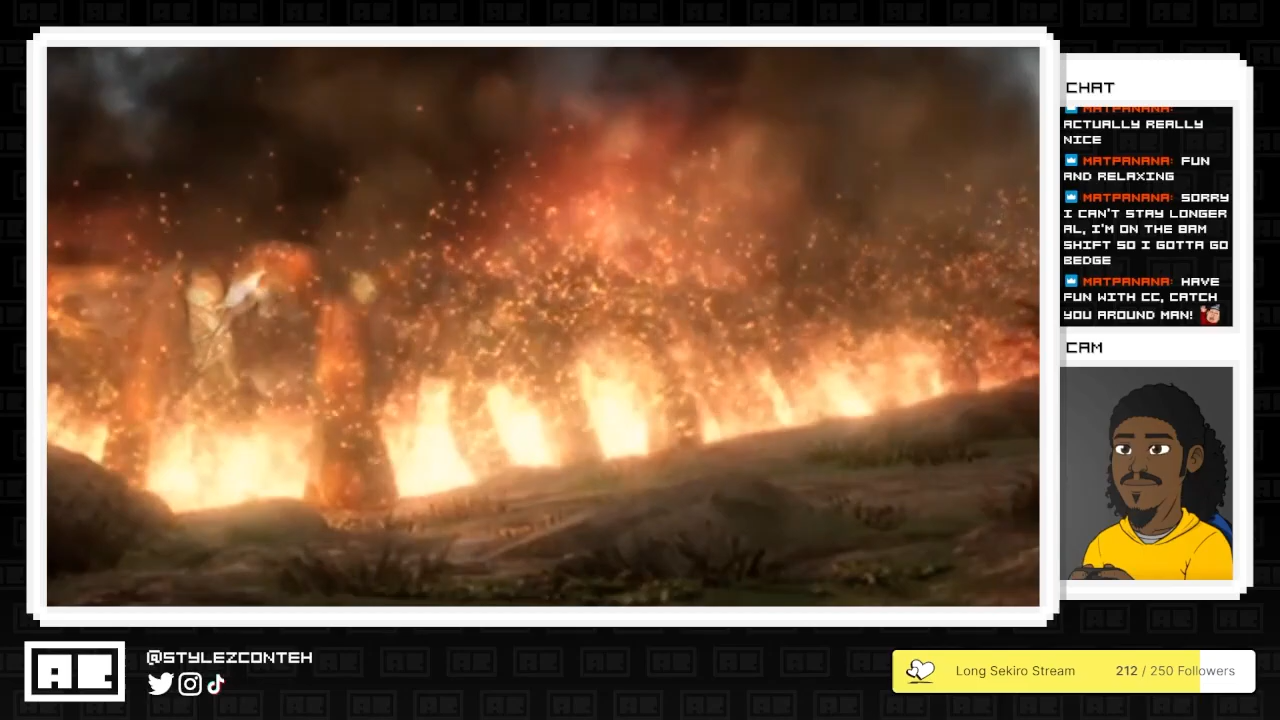 CHAT
MATPANANA:
ACTUALLY REALLY
NICE
MATPANANA: FUN
AND RELAXING
MATPANANA: SORRY
I CAN'T STAY LONGER
AL, I'M ON THE 8AM
SHIFT SO I GOTTA GO
BEDGE
MATPANANA: HAVE
FUN WITH CC, CATCH
YOU AROUND MAN!
CAM
AC
@STYLEZCONTEH
Long Sekiro Stream 212 / 250 Followers